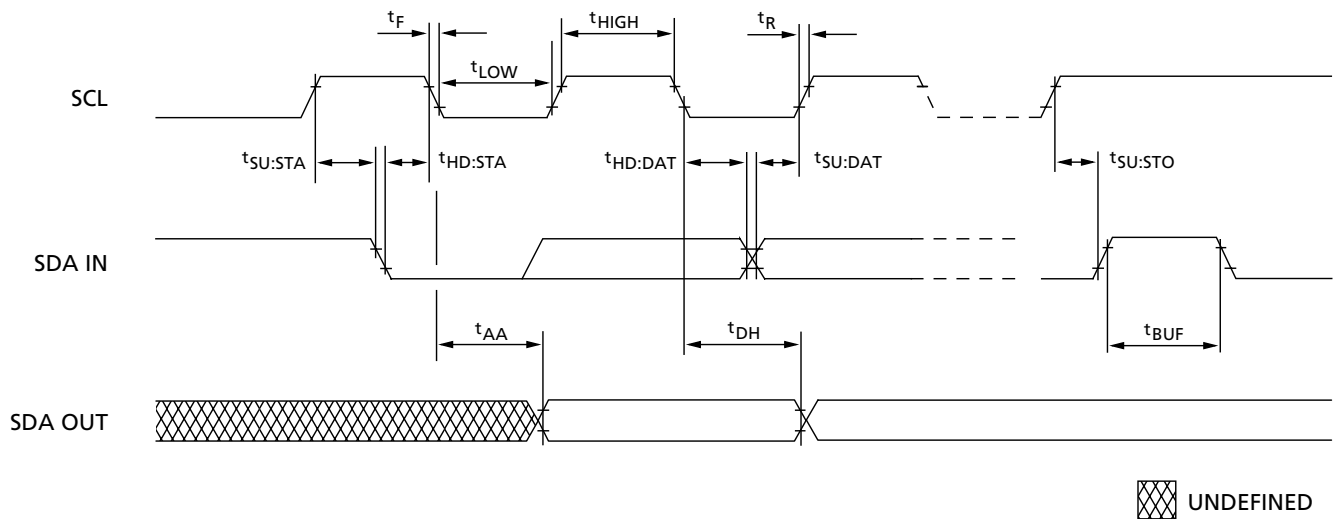 tF
tHIGH
tR
tLOW
SCL
tSU:STA
tHD:STA
tHD:DAT
tSU:DAT
tSU:STO
SDA IN
tAA
tDH
tBUF
SDA OUT
UNDEFINED